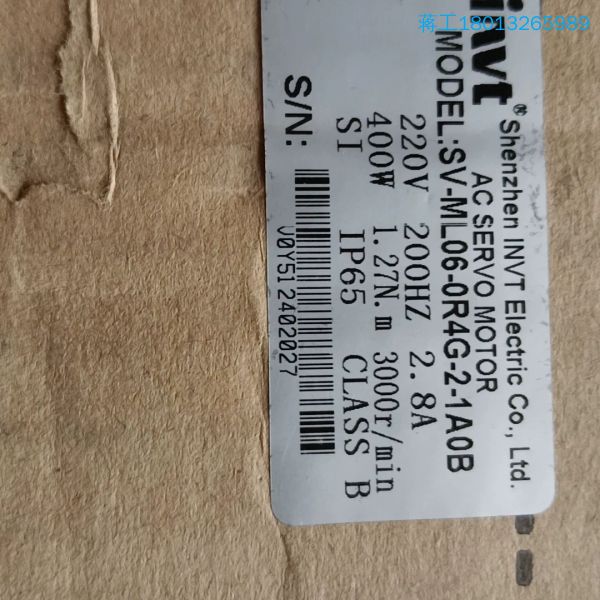 蒋工18013265989
invt® Shenzhen INVT Electric Co., Ltd.
AC SERVO MOTOR
MODEL:SV-ML06-0R4G-2-1A0B
220V 200HZ 2.8A
400W 1.27N.m 3000r/min
SI IP65 CLASS B
S/N:
U0Y512402027